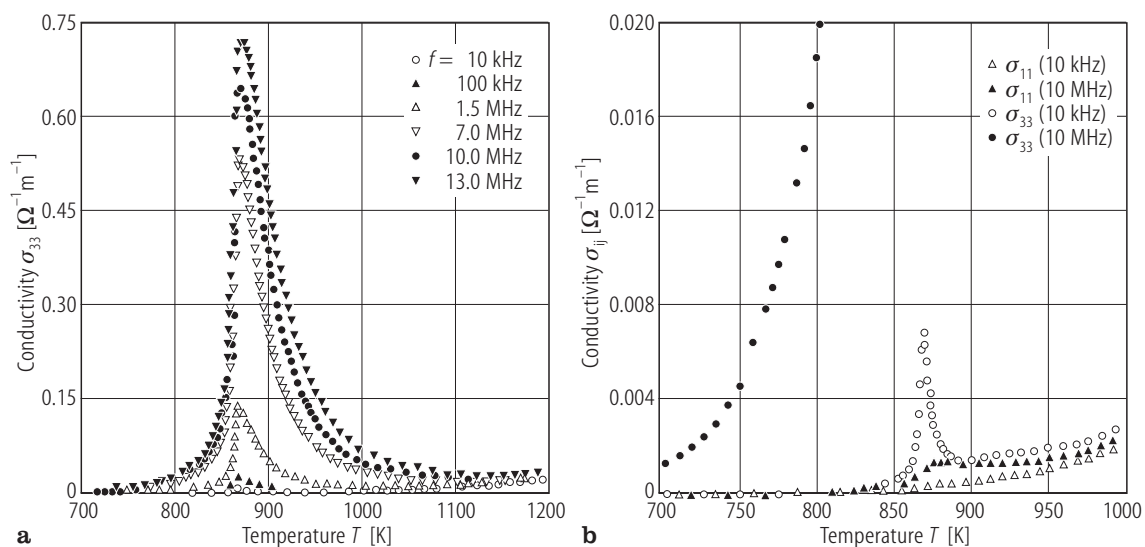 0.75
0.60
0.45
0.30
0.15
0
Conductivity σ33 [Ω−1m−1]
f = 10 kHz
100 kHz
1.5 MHz
7.0 MHz
10.0 MHz
13.0 MHz
700 800 900 1000 1100 1200
Temperature T [K]
a
0.020
0.016
0.012
0.008
0.004
0
Conductivity σij [Ω−1m−1]
σ11 (10 kHz)
σ11 (10 MHz)
σ33 (10 kHz)
σ33 (10 MHz)
700 750 800 850 900 950 1000
Temperature T [K]
b